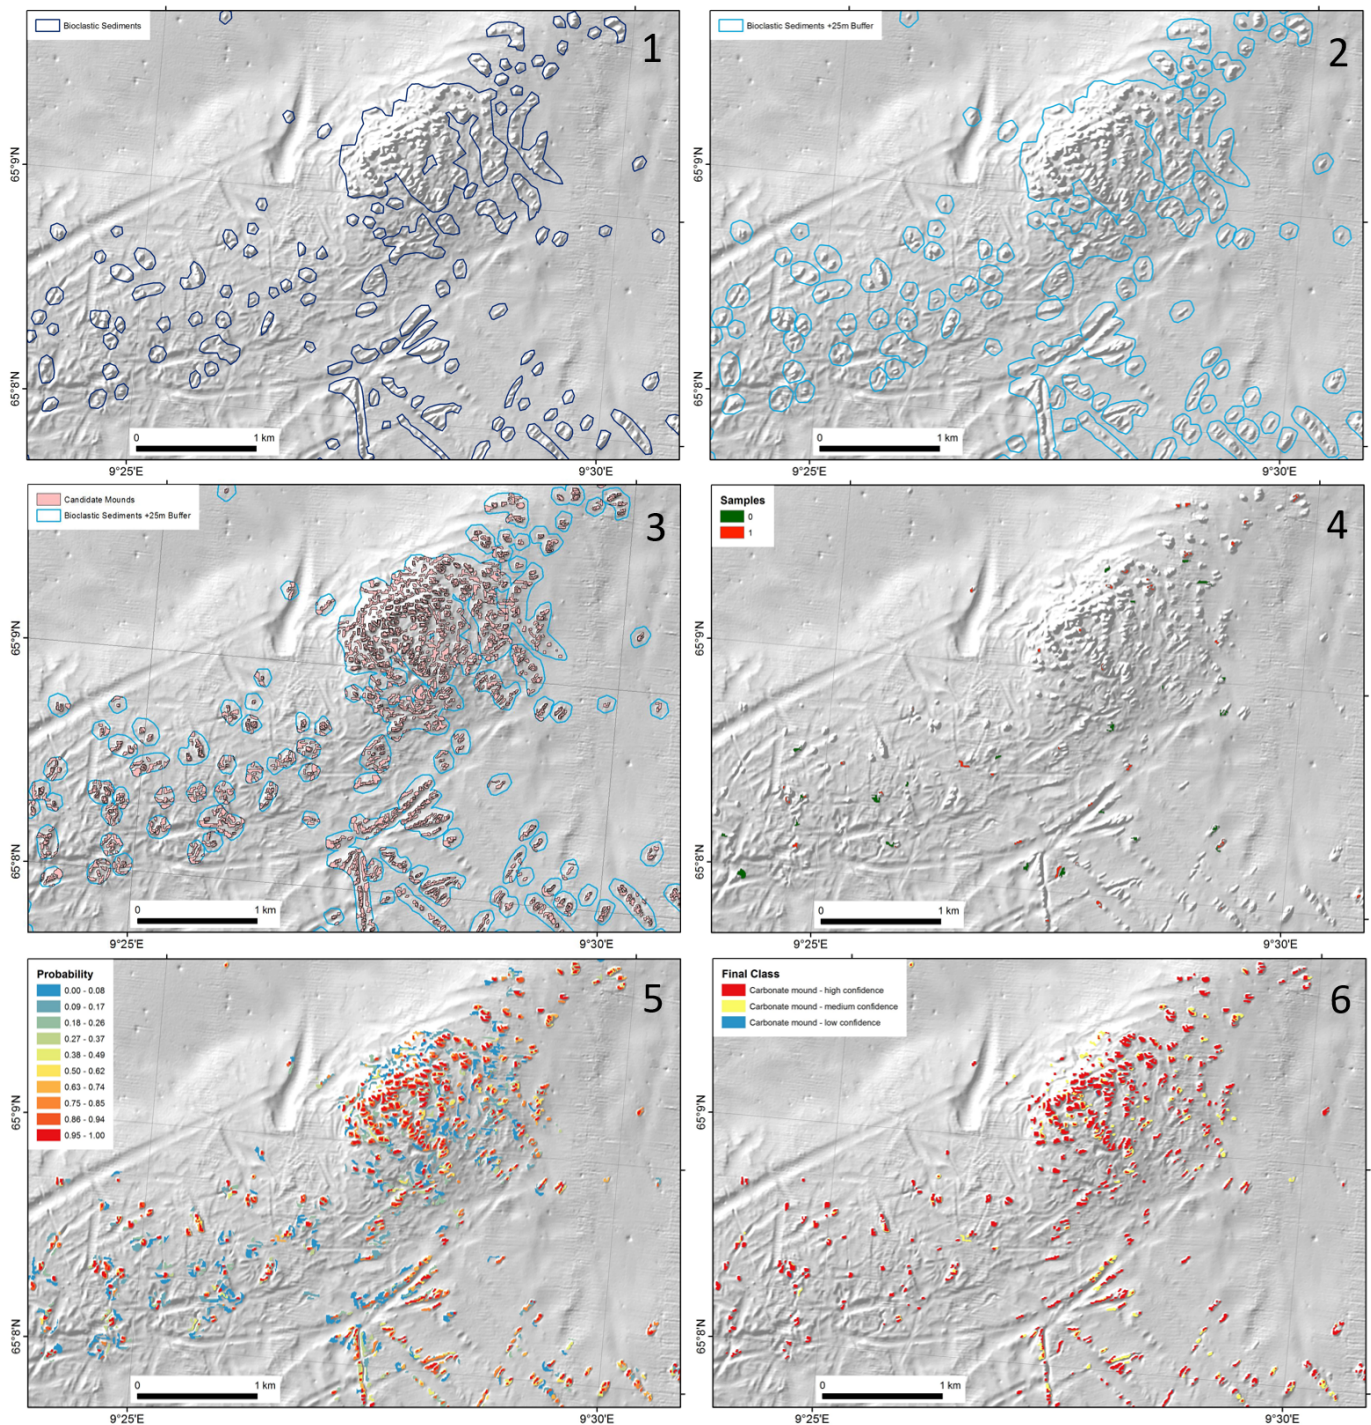 Bioclastic Sediments
1
65°9'N
65°8'N
0 1 km
9°25'E 9°30'E
Bioclastic Sediments +25m Buffer
2
65°9'N
65°8'N
0 1 km
9°25'E 9°30'E
Candidate Mounds
Bioclastic Sediments +25m Buffer
3
65°9'N
65°8'N
0 1 km
9°25'E 9°30'E
Samples
0
1
4
65°9'N
65°8'N
0 1 km
9°25'E 9°30'E
Probability
0.00 - 0.08
0.09 - 0.17
0.18 - 0.26
0.27 - 0.37
0.38 - 0.49
0.50 - 0.62
0.63 - 0.74
0.75 - 0.85
0.86 - 0.94
0.95 - 1.00
5
65°9'N
65°8'N
0 1 km
9°25'E 9°30'E
Final Class
Carbonate mound - high confidence
Carbonate mound - medium confidence
Carbonate mound - low confidence
6
65°9'N
65°8'N
0 1 km
9°25'E 9°30'E